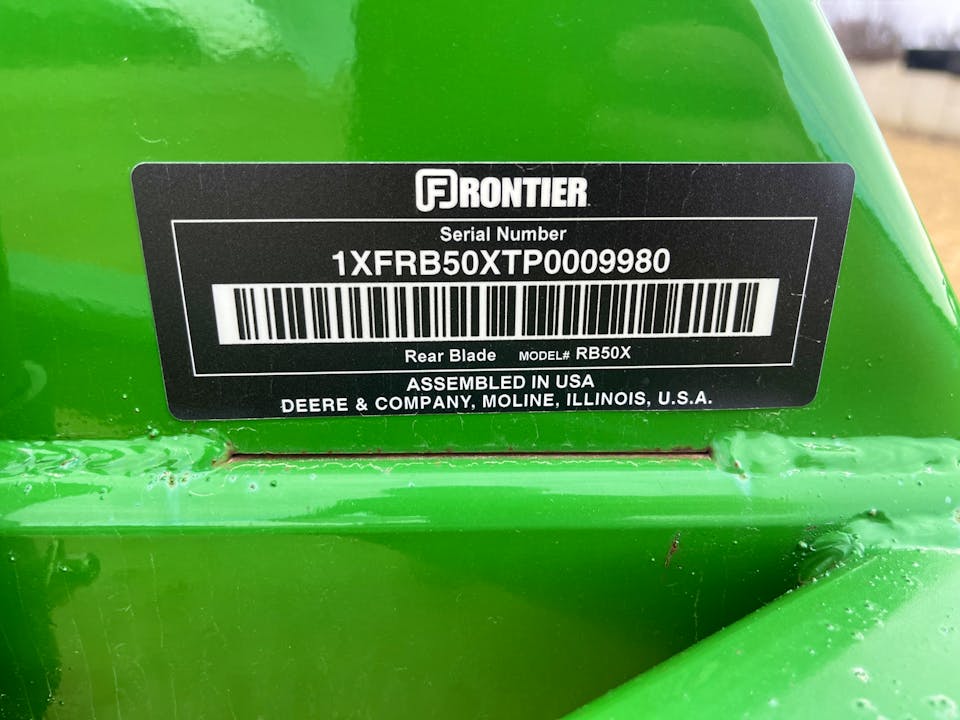 FRONTIER
Serial Number
1XFRB50XTP0009980
Rear Blade MODEL# RB50X
ASSEMBLED IN USA
DEERE & COMPANY, MOLINE, ILLINOIS, U.S.A.